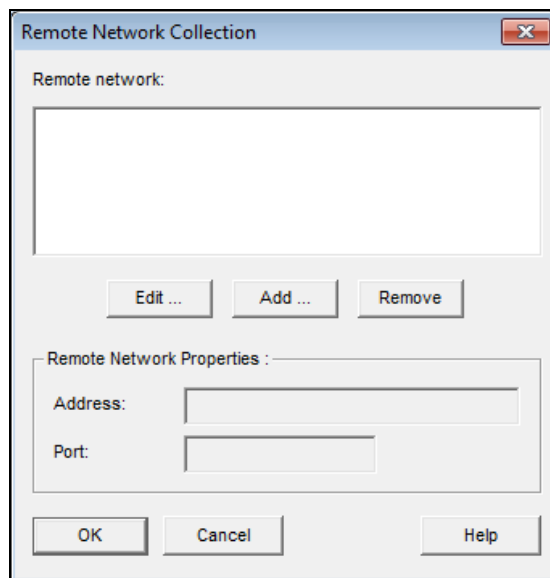 Remote Network Collection
Remote network:
Edit ... Add ... Remove
Remote Network Properties :
Address:
Port:
OK Cancel Help